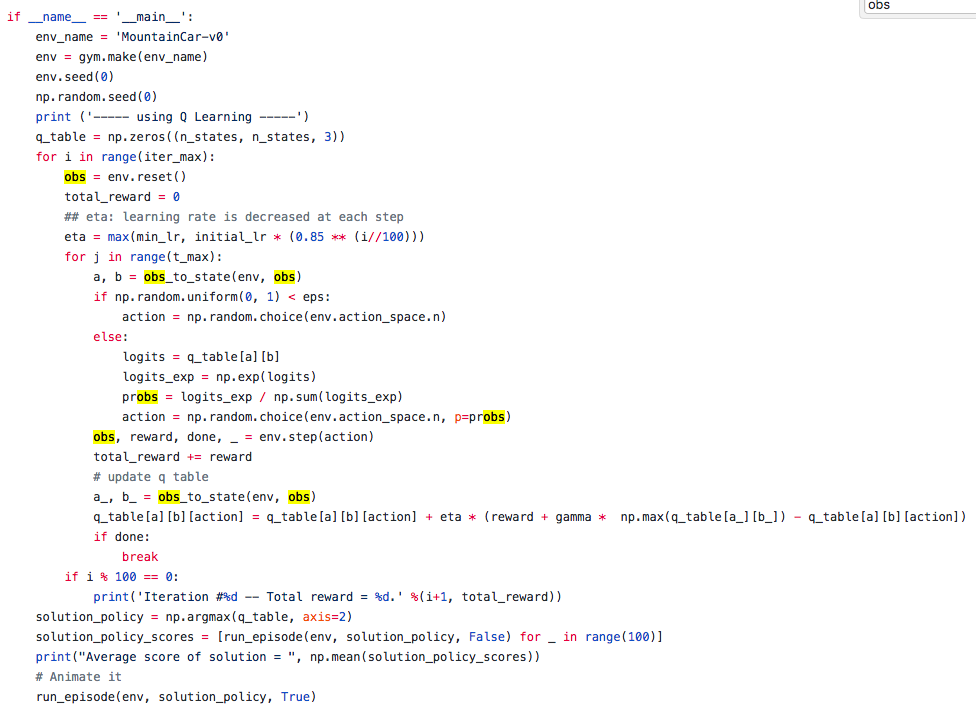 obs
if __name__ == '__main__':
    env_name = 'MountainCar-v0'
    env = gym.make(env_name)
    env.seed(0)
    np.random.seed(0)
    print ('----- using Q Learning -----')
    q_table = np.zeros((n_states, n_states, 3))
    for i in range(iter_max):
        obs = env.reset()
        total_reward = 0
        ## eta: learning rate is decreased at each step
        eta = max(min_lr, initial_lr * (0.85 ** (i//100)))
        for j in range(t_max):
            a, b = obs_to_state(env, obs)
            if np.random.uniform(0, 1) < eps:
                action = np.random.choice(env.action_space.n)
            else:
                logits = q_table[a][b]
                logits_exp = np.exp(logits)
                probs = logits_exp / np.sum(logits_exp)
                action = np.random.choice(env.action_space.n, p=probs)
            obs, reward, done, _ = env.step(action)
            total_reward += reward
            # update q table
            a_, b_ = obs_to_state(env, obs)
            q_table[a][b][action] = q_table[a][b][action] + eta * (reward + gamma *  np.max(q_table[a_][b_]) - q_table[a][b][action])
            if done:
                break
        if i % 100 == 0:
            print('Iteration #%d -- Total reward = %d.' %(i+1, total_reward))
    solution_policy = np.argmax(q_table, axis=2)
    solution_policy_scores = [run_episode(env, solution_policy, False) for _ in range(100)]
    print("Average score of solution = ", np.mean(solution_policy_scores))
    # Animate it
    run_episode(env, solution_policy, True)